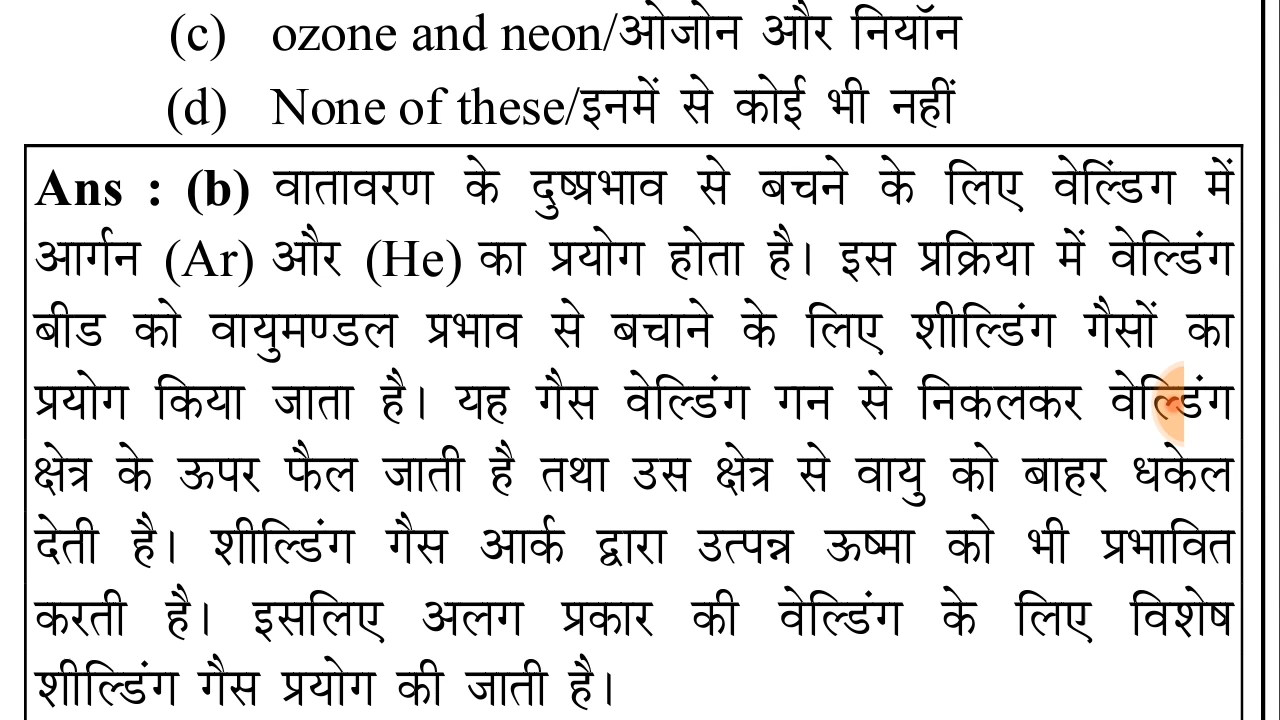 (c) ozone and neon/ओजोन और नियॉन
(d) None of these/इनमें से कोई भी नहीं
Ans : (b) वातावरण के दुष्प्रभाव से बचने के लिए वेल्डिंग में
आर्गन (Ar) और (He) का प्रयोग होता है। इस प्रक्रिया में वेल्डिंग
बीड को वायुमण्डल प्रभाव से बचाने के लिए शील्डिंग गैसों का
प्रयोग किया जाता है। यह गैस वेल्डिंग गन से निकलकर वेल्डिंग
क्षेत्र के ऊपर फैल जाती है तथा उस क्षेत्र से वायु को बाहर धकेल
देती है। शील्डिंग गैस आर्क द्वारा उत्पन्न ऊष्मा को भी प्रभावित
करती है। इसलिए अलग प्रकार की वेल्डिंग के लिए विशेष
शील्डिंग गैस प्रयोग की जाती है।